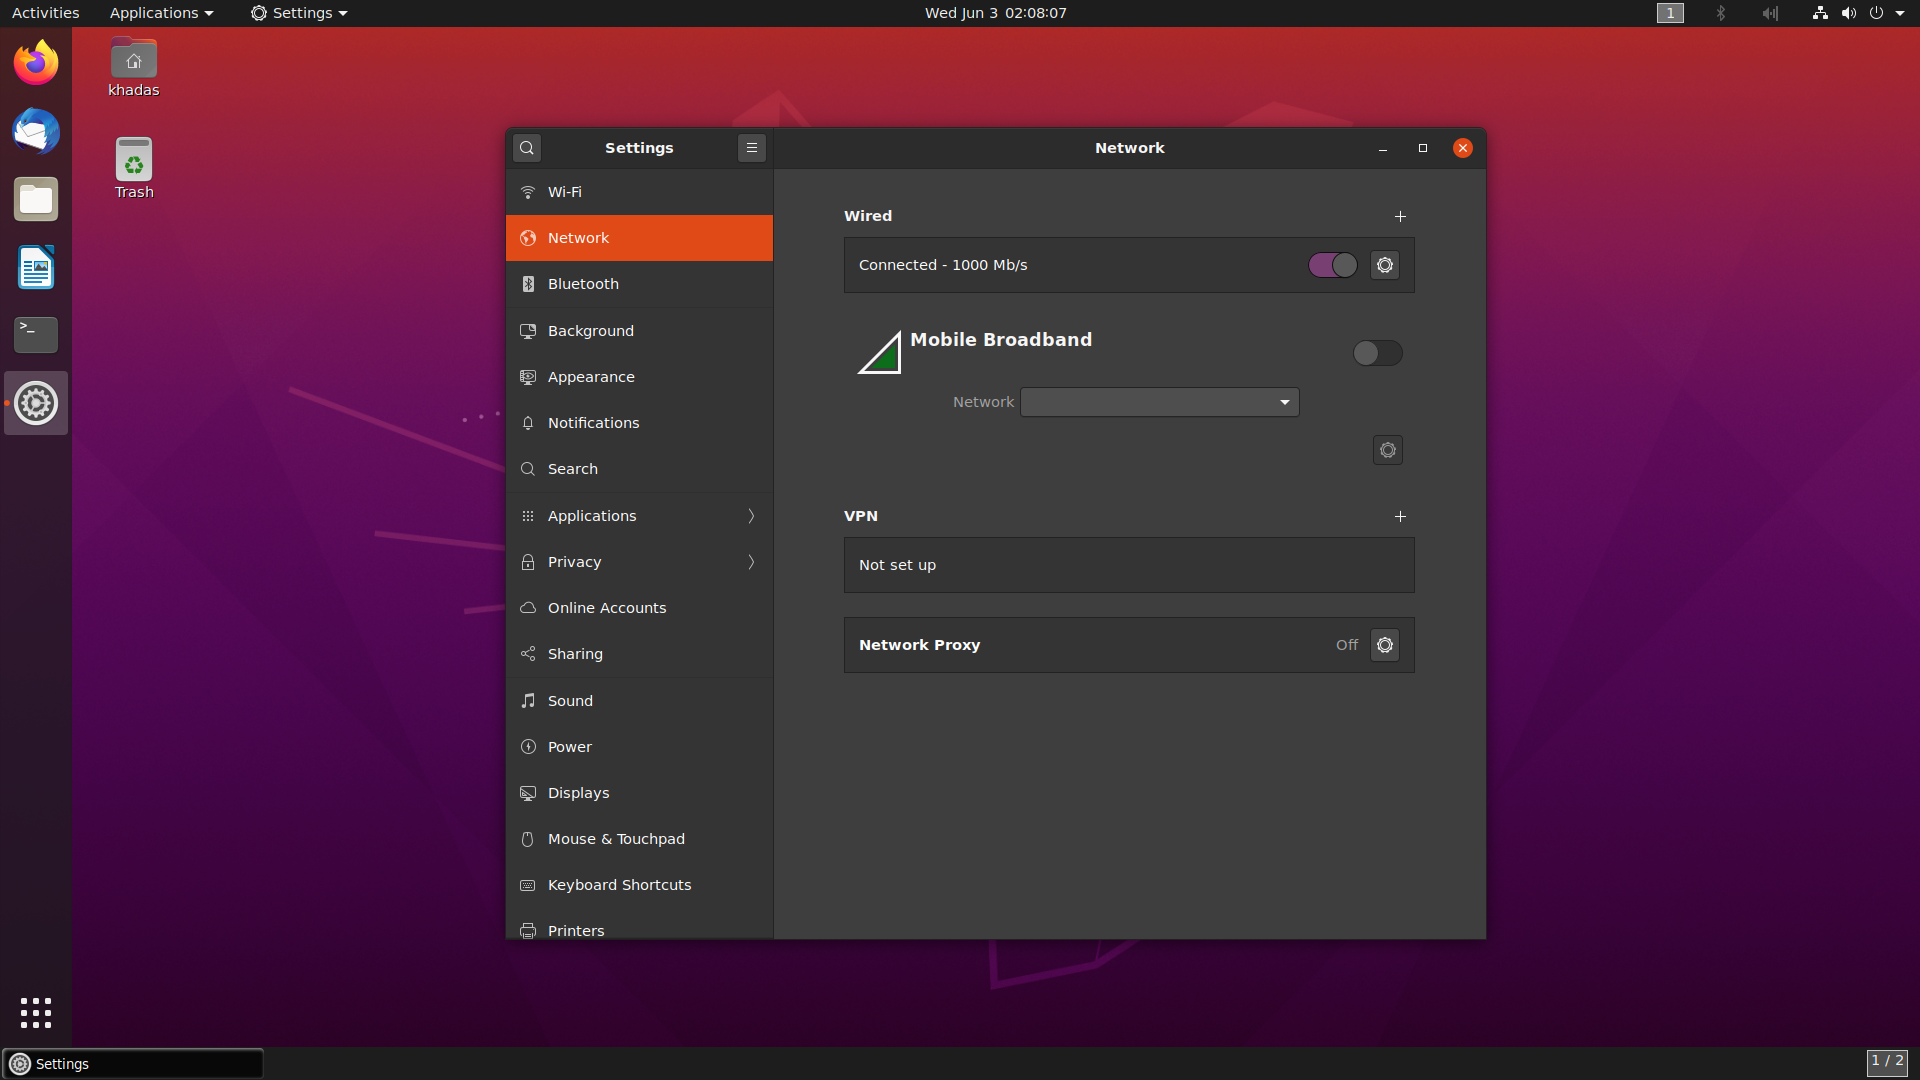 Activities Applications Settings Wed Jun 3 02:08:07 1
khadas
Trash
>_
Settings Network
Wi-Fi
Network
Bluetooth
Background
Appearance
Notifications
Search
Applications
Privacy
Online Accounts
Sharing
Sound
Power
Displays
Mouse & Touchpad
Keyboard Shortcuts
Printers
Wired
Connected - 1000 Mb/s
Mobile Broadband
Network
VPN
Not set up
Network Proxy Off
Settings 1 / 2